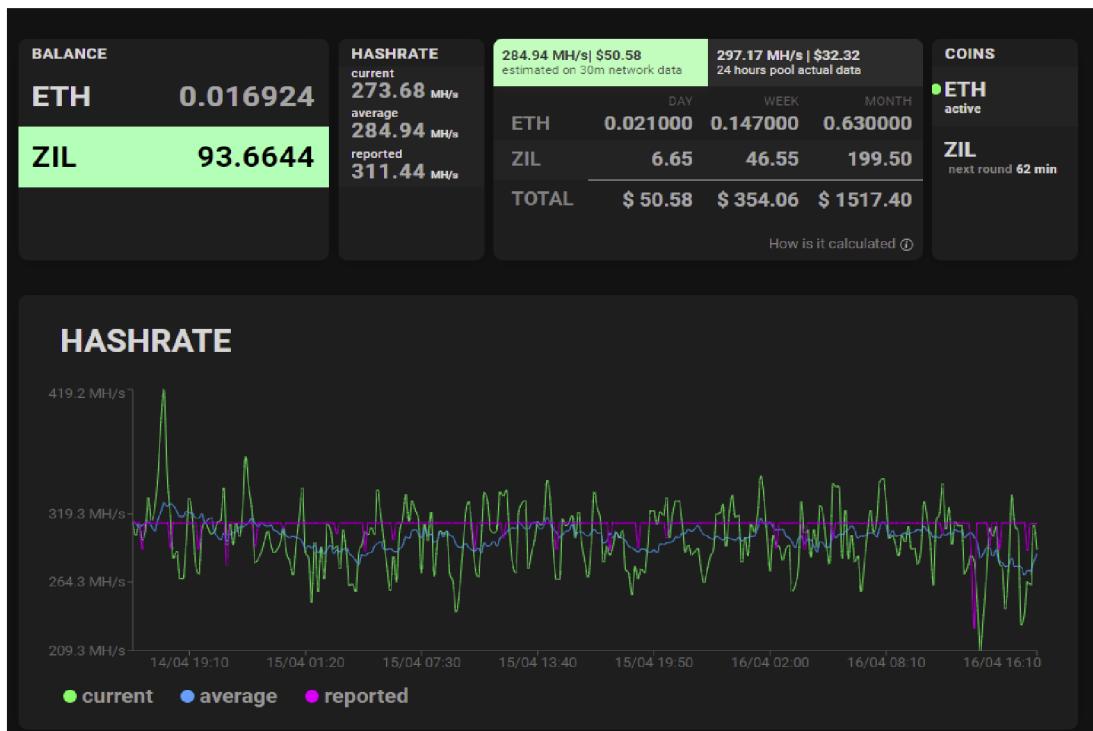 BALANCE
ETH 0.016924
ZIL 93.6644
HASHRATE
current
273.68 MH/s
average
284.94 MH/s
reported
311.44 MH/s
284.94 MH/s| $50.58
estimated on 30m network data
297.17 MH/s | $32.32
24 hours pool actual data
DAY WEEK MONTH
ETH 0.021000 0.147000 0.630000
ZIL 6.65 46.55 199.50
TOTAL $ 50.58 $ 354.06 $ 1517.40
How is it calculated
COINS
ETH
active
ZIL
next round 62 min
HASHRATE
419.2 MH/s
319.3 MH/s
264.3 MH/s
209.3 MH/s
14/04 19:10 15/04 01:20 15/04 07:30 15/04 13:40 15/04 19:50 16/04 02:00 16/04 08:10 16/04 16:10
current average reported